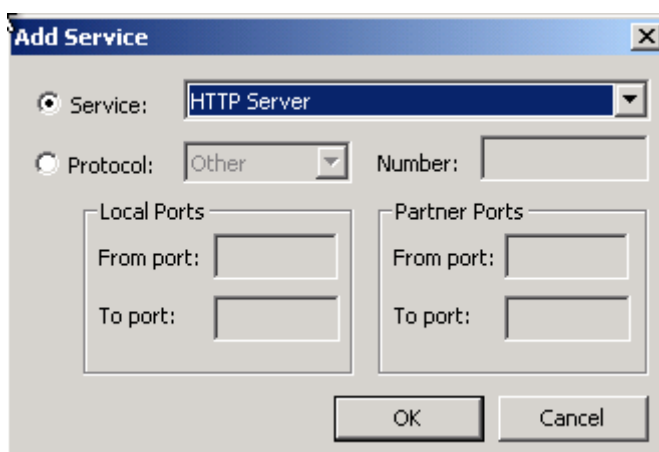 Add Service
Service: HTTP Server
Protocol: Other Number:
Local Ports Partner Ports
From port: From port:
To port: To port:
OK Cancel